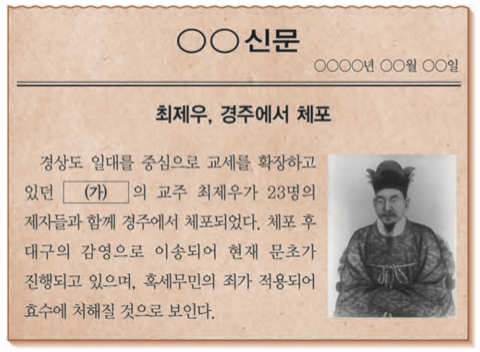 ○○신문
○○○○년 ○○월 ○○일
최제우, 경주에서 체포
경상도 일대를 중심으로 교세를 확장하고
있던 (가) 의 교주 최제우가 23명의
제자들과 함께 경주에서 체포되었다. 체포 후
대구의 감영으로 이송되어 현재 문초가
진행되고 있으며, 혹세무민의 죄가 적용되어
효수에 처해질 것으로 보인다.